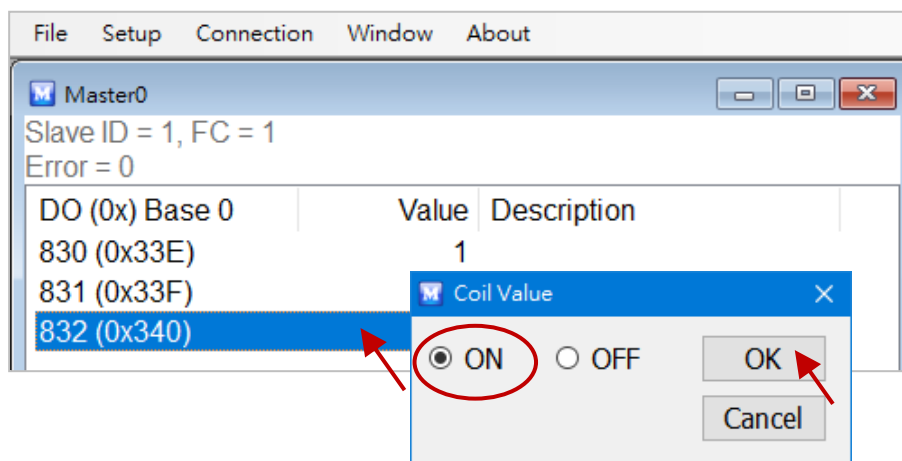 File Setup Connection Window About
M Master0
Slave ID = 1, FC = 1
Error = 0
DO (0x) Base 0 Value Description
830 (0x33E) 1
831 (0x33F)
832 (0x340)
M Coil Value
ON OFF OK
Cancel